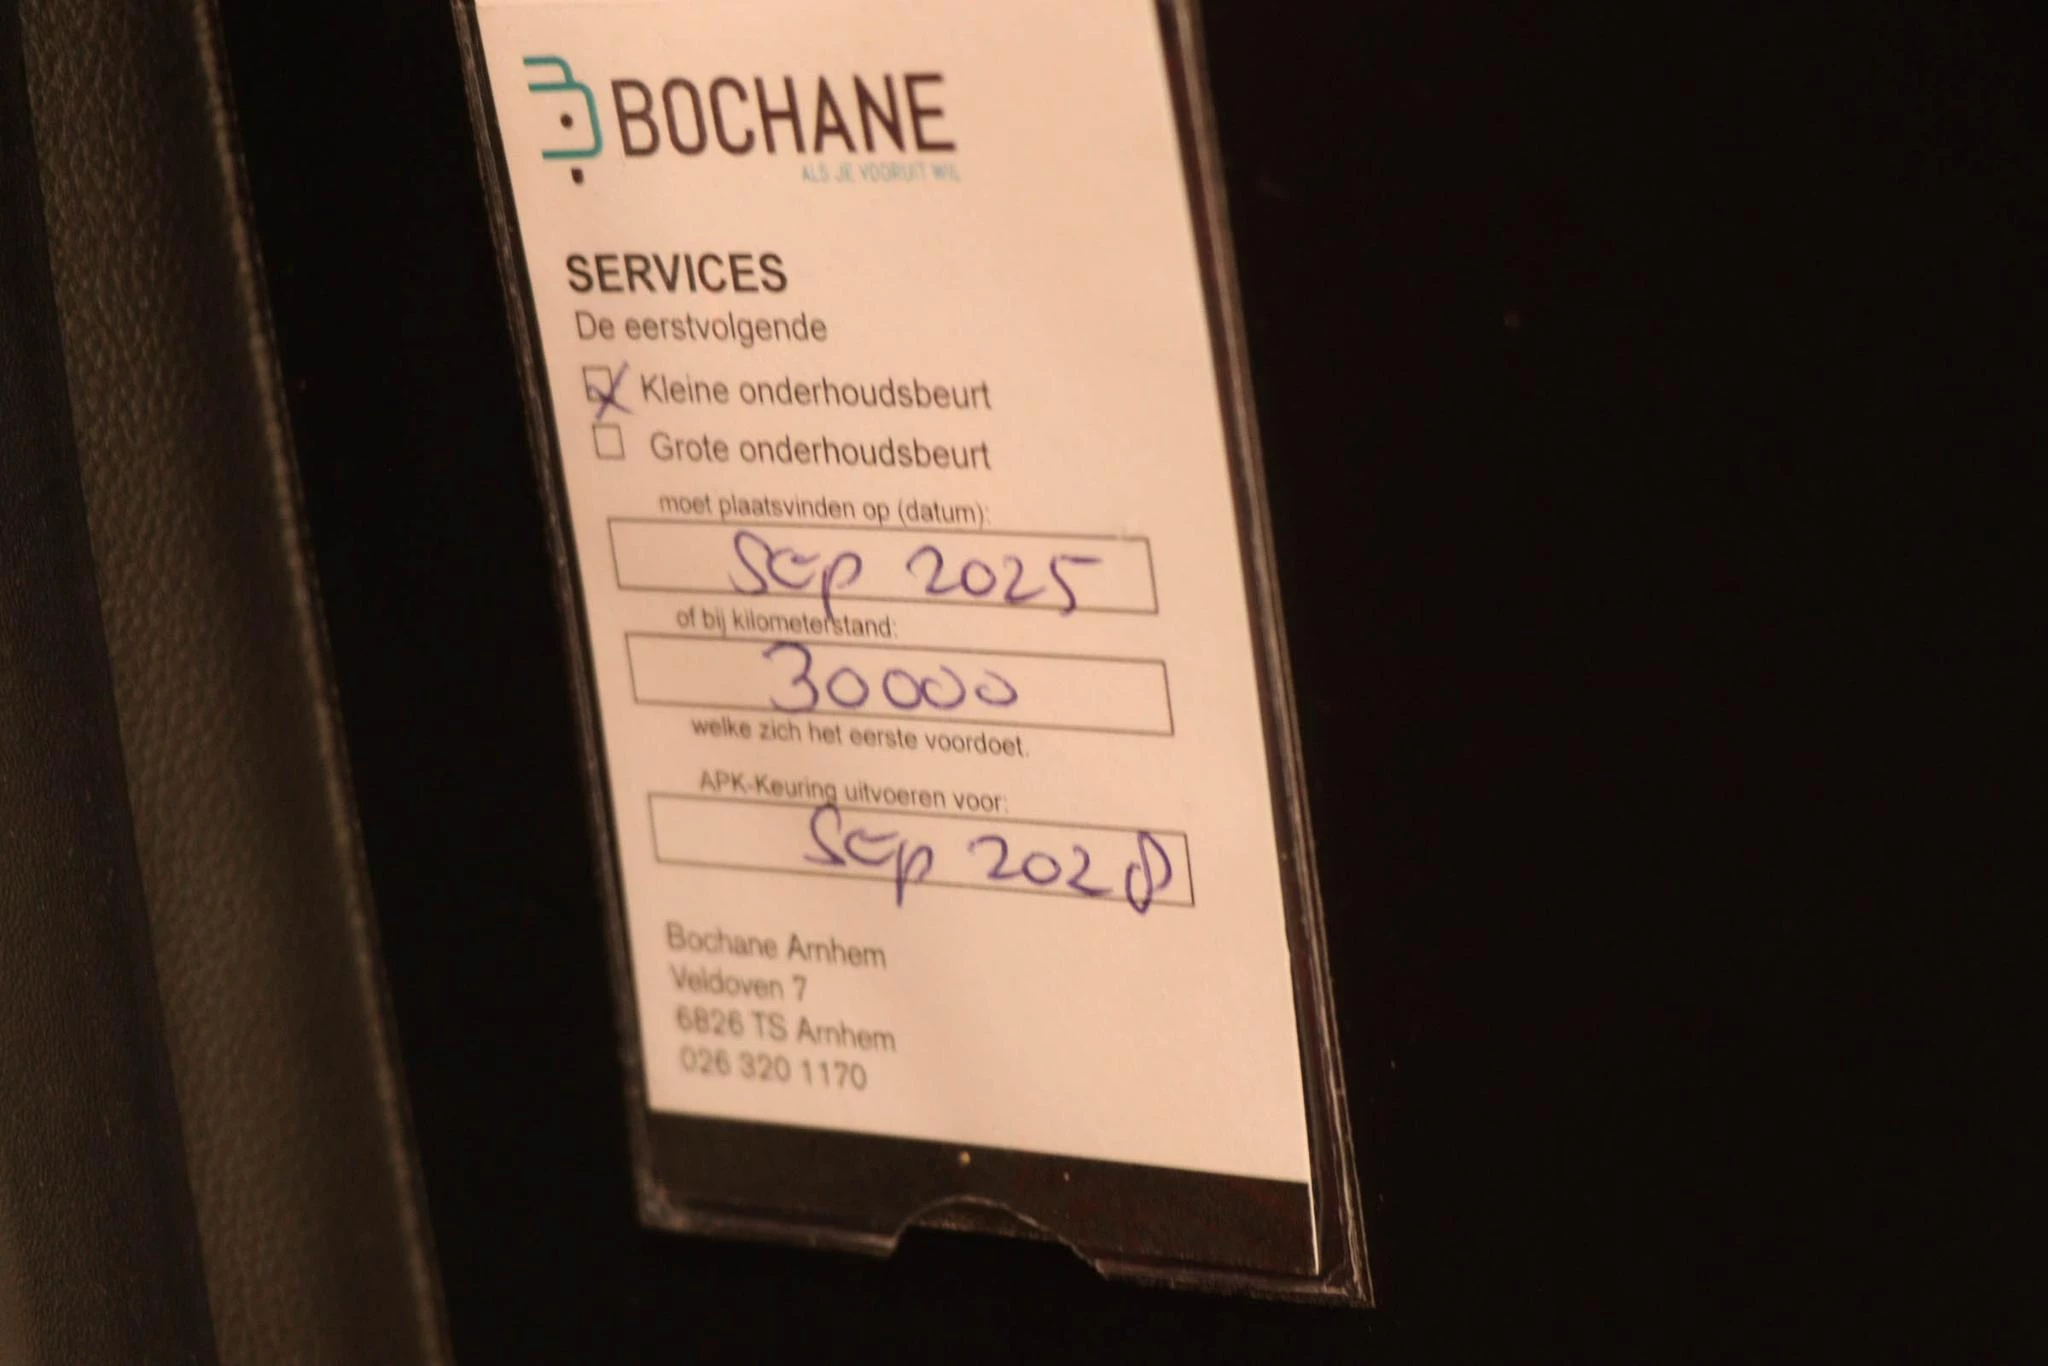 BOCHANE
ALS JE VOORUIT WIL
SERVICES
De eerstvolgende
Kleine onderhoudsbeurt
Grote onderhoudsbeurt
moet plaatsvinden op (datum):
Sep 2025
of bij kilometerstand:
30000
welke zich het eerste voordoet.
APK-Keuring uitvoeren voor:
Sep 2028
Bochane Arnhem
Veldoven 7
6826 TS Arnhem
026 320 1170